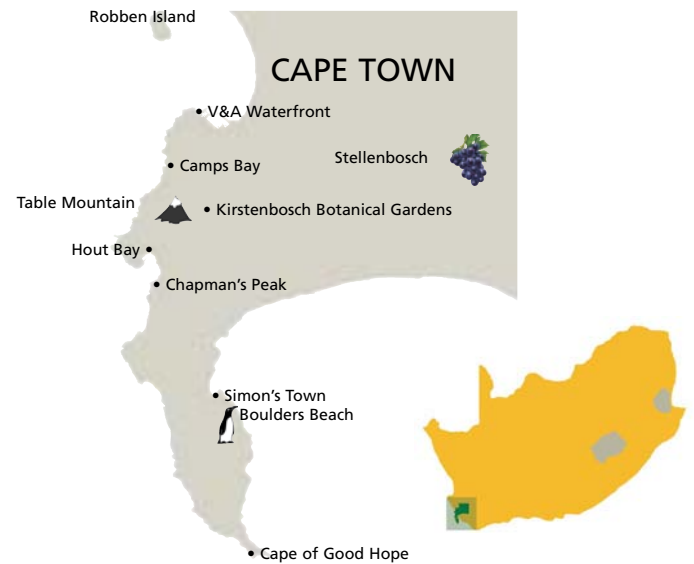 Robben Island
CAPE TOWN
• V&A Waterfront
Stellenbosch
• Camps Bay
Table Mountain
• Kirstenbosch Botanical Gardens
Hout Bay •
• Chapman's Peak
• Simon's Town
Boulders Beach
• Cape of Good Hope